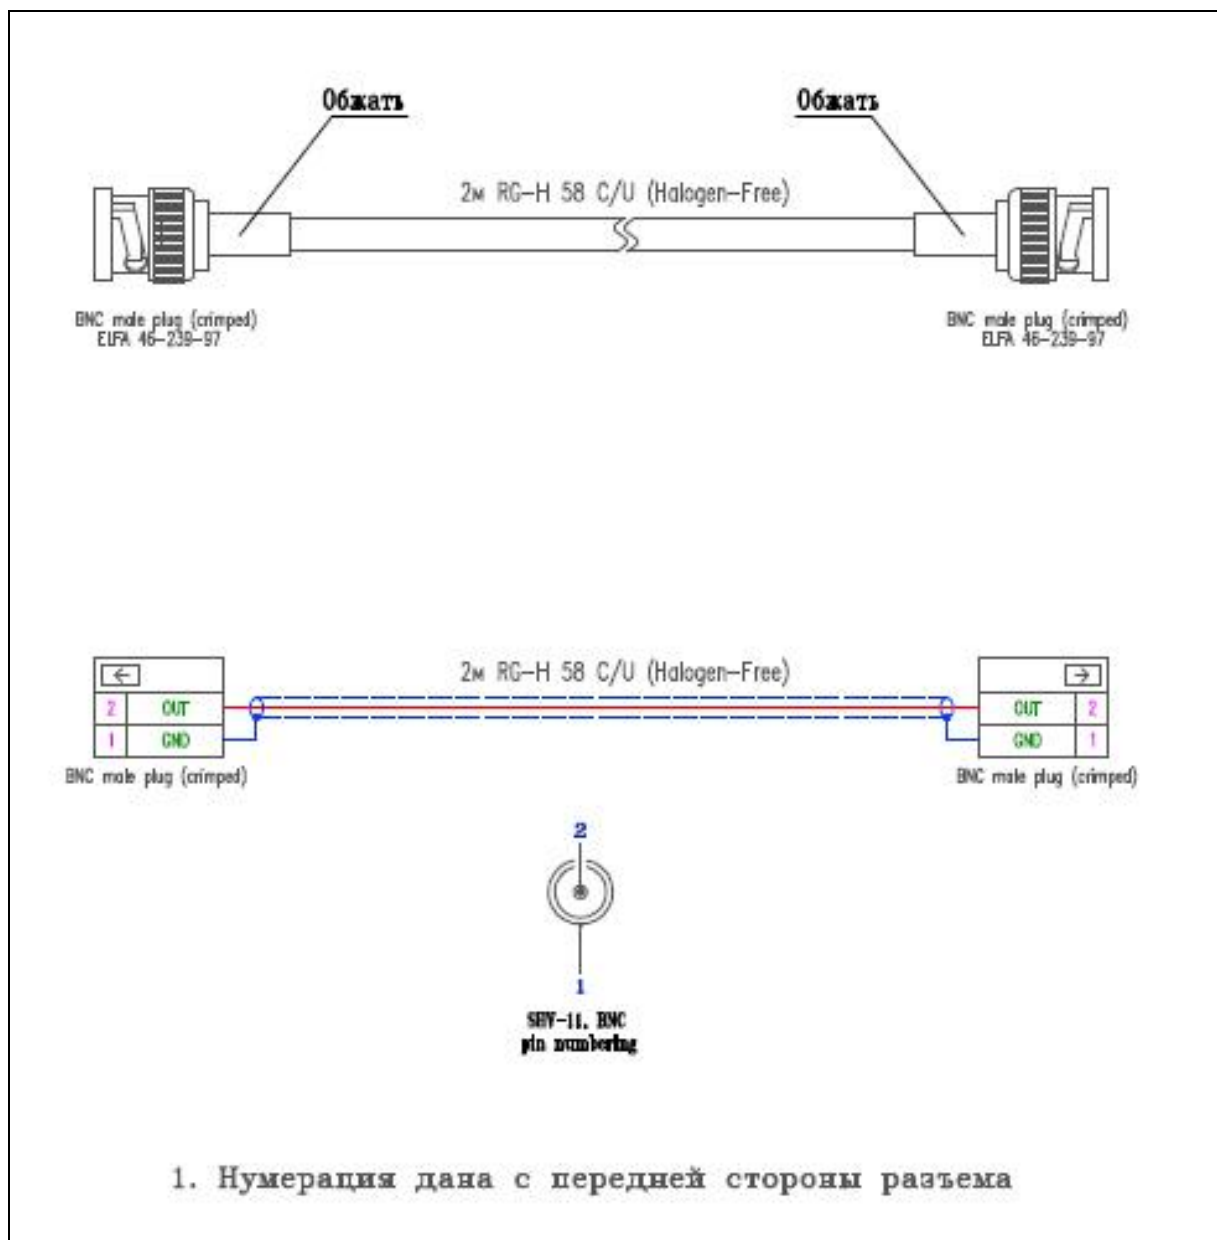 Обжать
Обжать
2м RG-H 58 C/U (Halogen-Free)
BNC male plug (crimped)
ELFA 46-239-97
BNC male plug (crimped)
ELFA 46-239-97
2м RG-H 58 C/U (Halogen-Free)
← →
2 OUT OUT 2
1 GND GND 1
BNC male plug (crimped)
BNC male plug (crimped)
2
1
SHV-11. BNC
pin numbering
1. Нумерация дана с передней стороны разъема